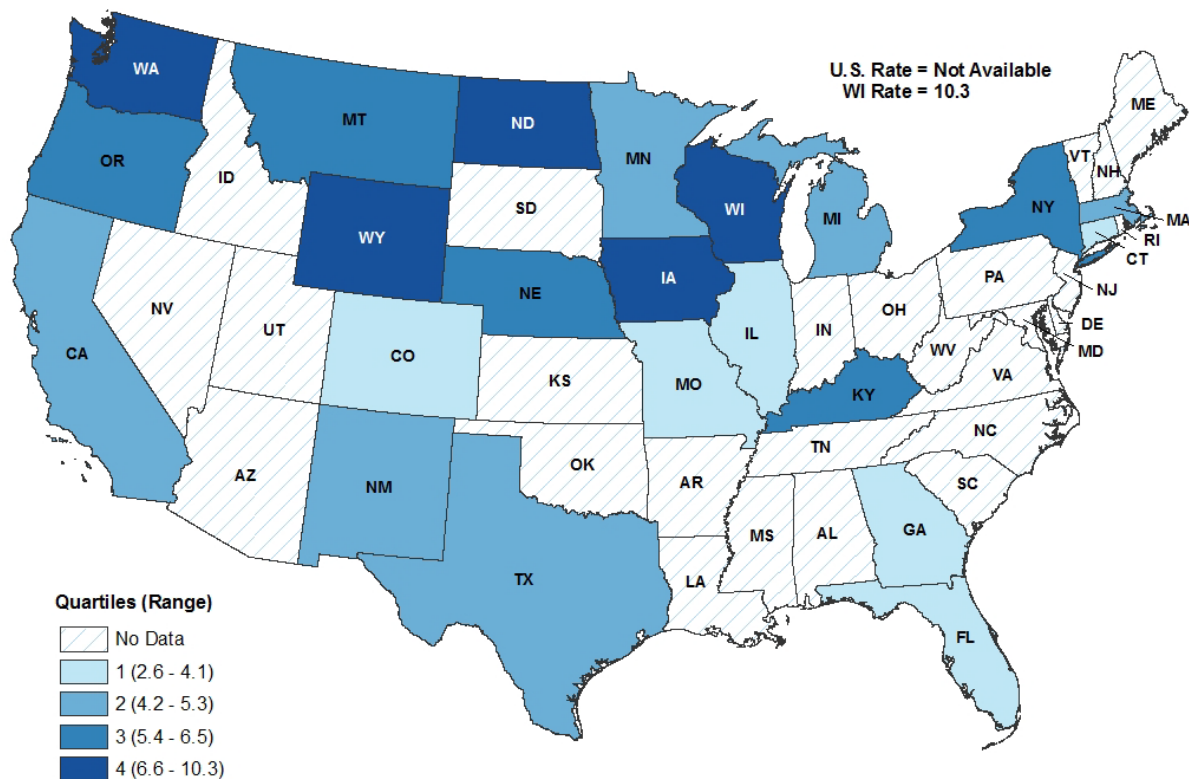 U.S. Rate = Not Available
WI Rate = 10.3
WA
MT
ND
MN
ME
VT
NH
OR
ID
SD
WI
MI
NY
MA
RI
CT
WY
IA
NE
PA
NJ
NV
UT
CO
IL
IN
OH
DE
MD
CA
KS
MO
WV
VA
KY
NC
TN
AZ
NM
OK
AR
SC
MS
AL
GA
TX
LA
FL
Quartiles (Range)
No Data
1 (2.6 - 4.1)
2 (4.2 - 5.3)
3 (5.4 - 6.5)
4 (6.6 - 10.3)